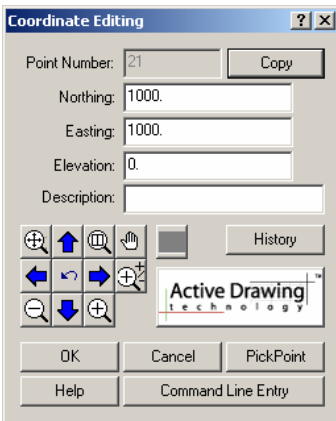 Coordinate Editing
Point Number: 21 Copy
Northing: 1000.
Easting: 1000.
Elevation: 0.
Description:
History
Active Drawing
technology
OK Cancel PickPoint
Help Command Line Entry